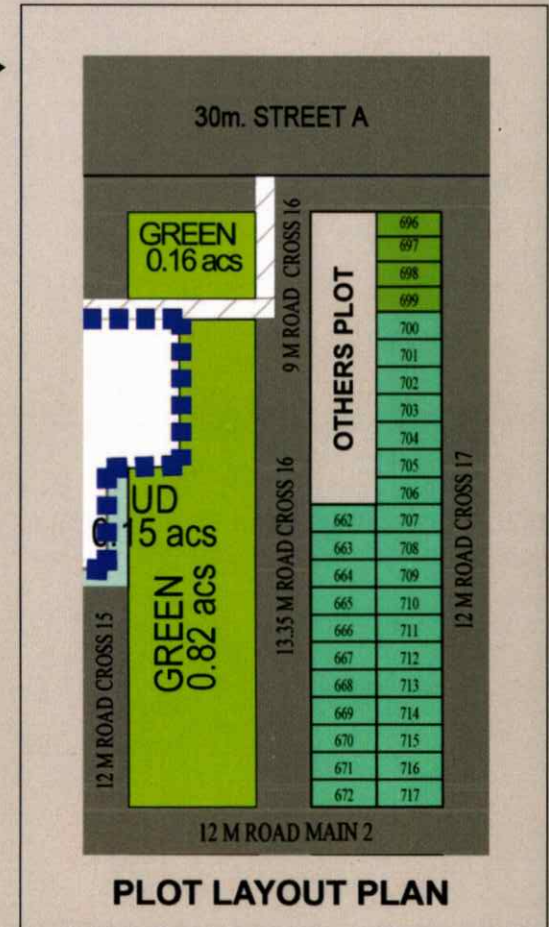 30m. STREET A
GREEN
0.16 acs
9 M ROAD CROSS 16
OTHERS PLOT
696
697
698
699
700
701
702
703
704
705
706
UD
0.15 acs
GREEN
0.82 acs
12 M ROAD CROSS 15
13.35 M ROAD CROSS 16
662 707
663 708
664 709
665 710
666 711
667 712
668 713
669 714
670 715
671 716
672 717
12 M ROAD CROSS 17
12 M ROAD MAIN 2
PLOT LAYOUT PLAN